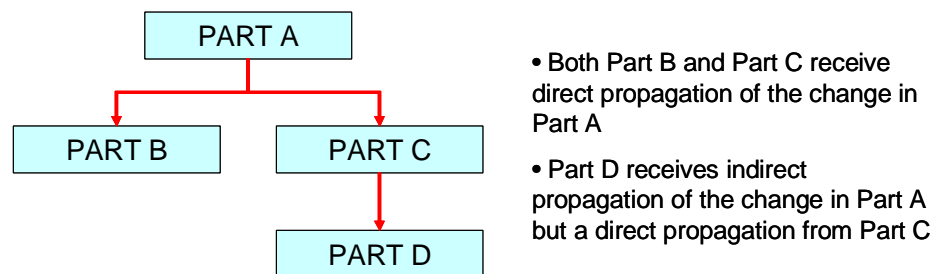 PART A
PART B
PART C
PART D
• Both Part B and Part C receive
direct propagation of the change in
Part A
• Part D receives indirect
propagation of the change in Part A
but a direct propagation from Part C